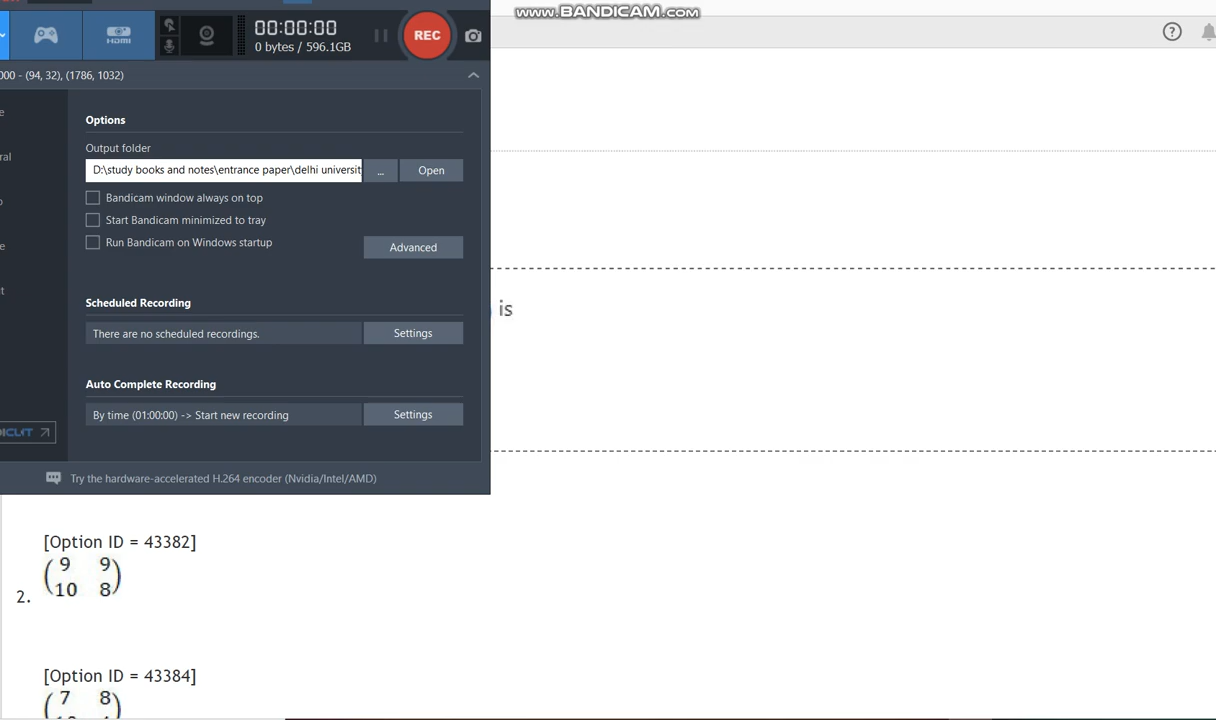 www.BANDICAM.com
HDMI
00:00:00
0 bytes / 596.1GB
REC
000 - (94, 32), (1786, 1032)
Options
Output folder
D:\study books and notes\entrance paper\delhi universit
...
Open
Bandicam window always on top
Start Bandicam minimized to tray
Run Bandicam on Windows startup
Advanced
is
Scheduled Recording
There are no scheduled recordings.
Settings
Auto Complete Recording
By time (01:00:00) -> Start new recording
Settings
Try the hardware-accelerated H.264 encoder (Nvidia/Intel/AMD)
[Option ID = 43382]
9 9
10 8
2.
[Option ID = 43384]
7 8